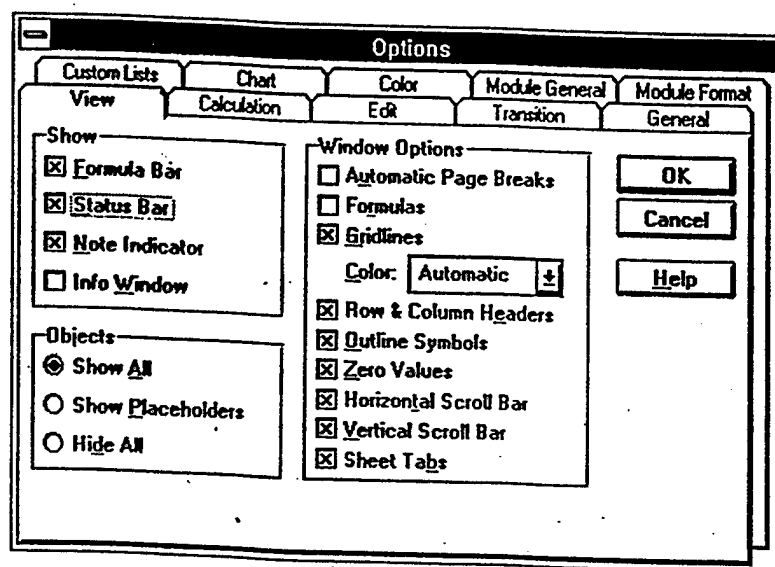 Options
Custom Lists Chart Color Module General Module Format
View Calculation Edit Transition General
Show
Formula Bar
Status Bar
Note Indicator
Info Window
Objects
Show All
Show Placeholders
Hide All
Window Options
Automatic Page Breaks
Formulas
Gridlines
Color: Automatic
Row & Column Headers
Outline Symbols
Zero Values
Horizontal Scroll Bar
Vertical Scroll Bar
Sheet Tabs
OK
Cancel
Help